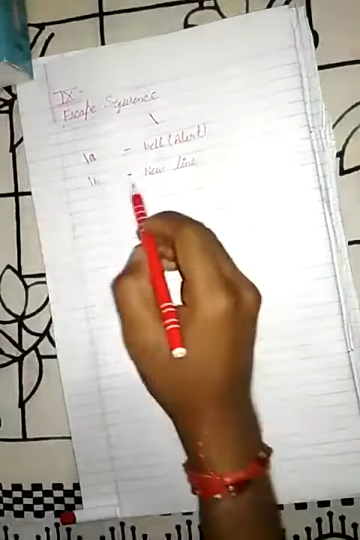 IX -
Escape Sequence
\
\a = bell (Alert)
\n - New line